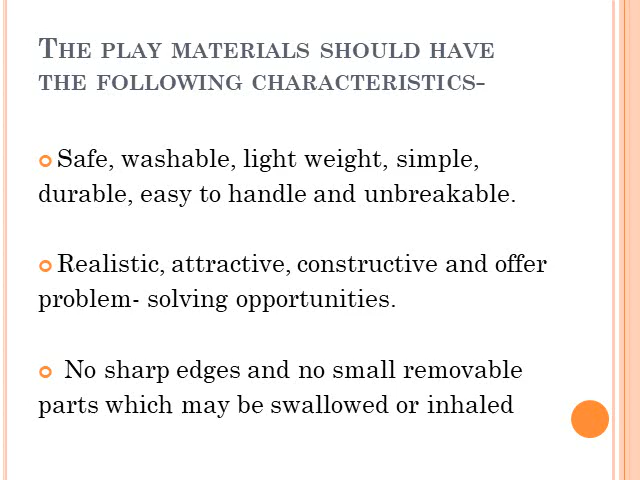 The play materials should have
the following characteristics-
Safe, washable, light weight, simple,
durable, easy to handle and unbreakable.
Realistic, attractive, constructive and offer
problem- solving opportunities.
No sharp edges and no small removable
parts which may be swallowed or inhaled